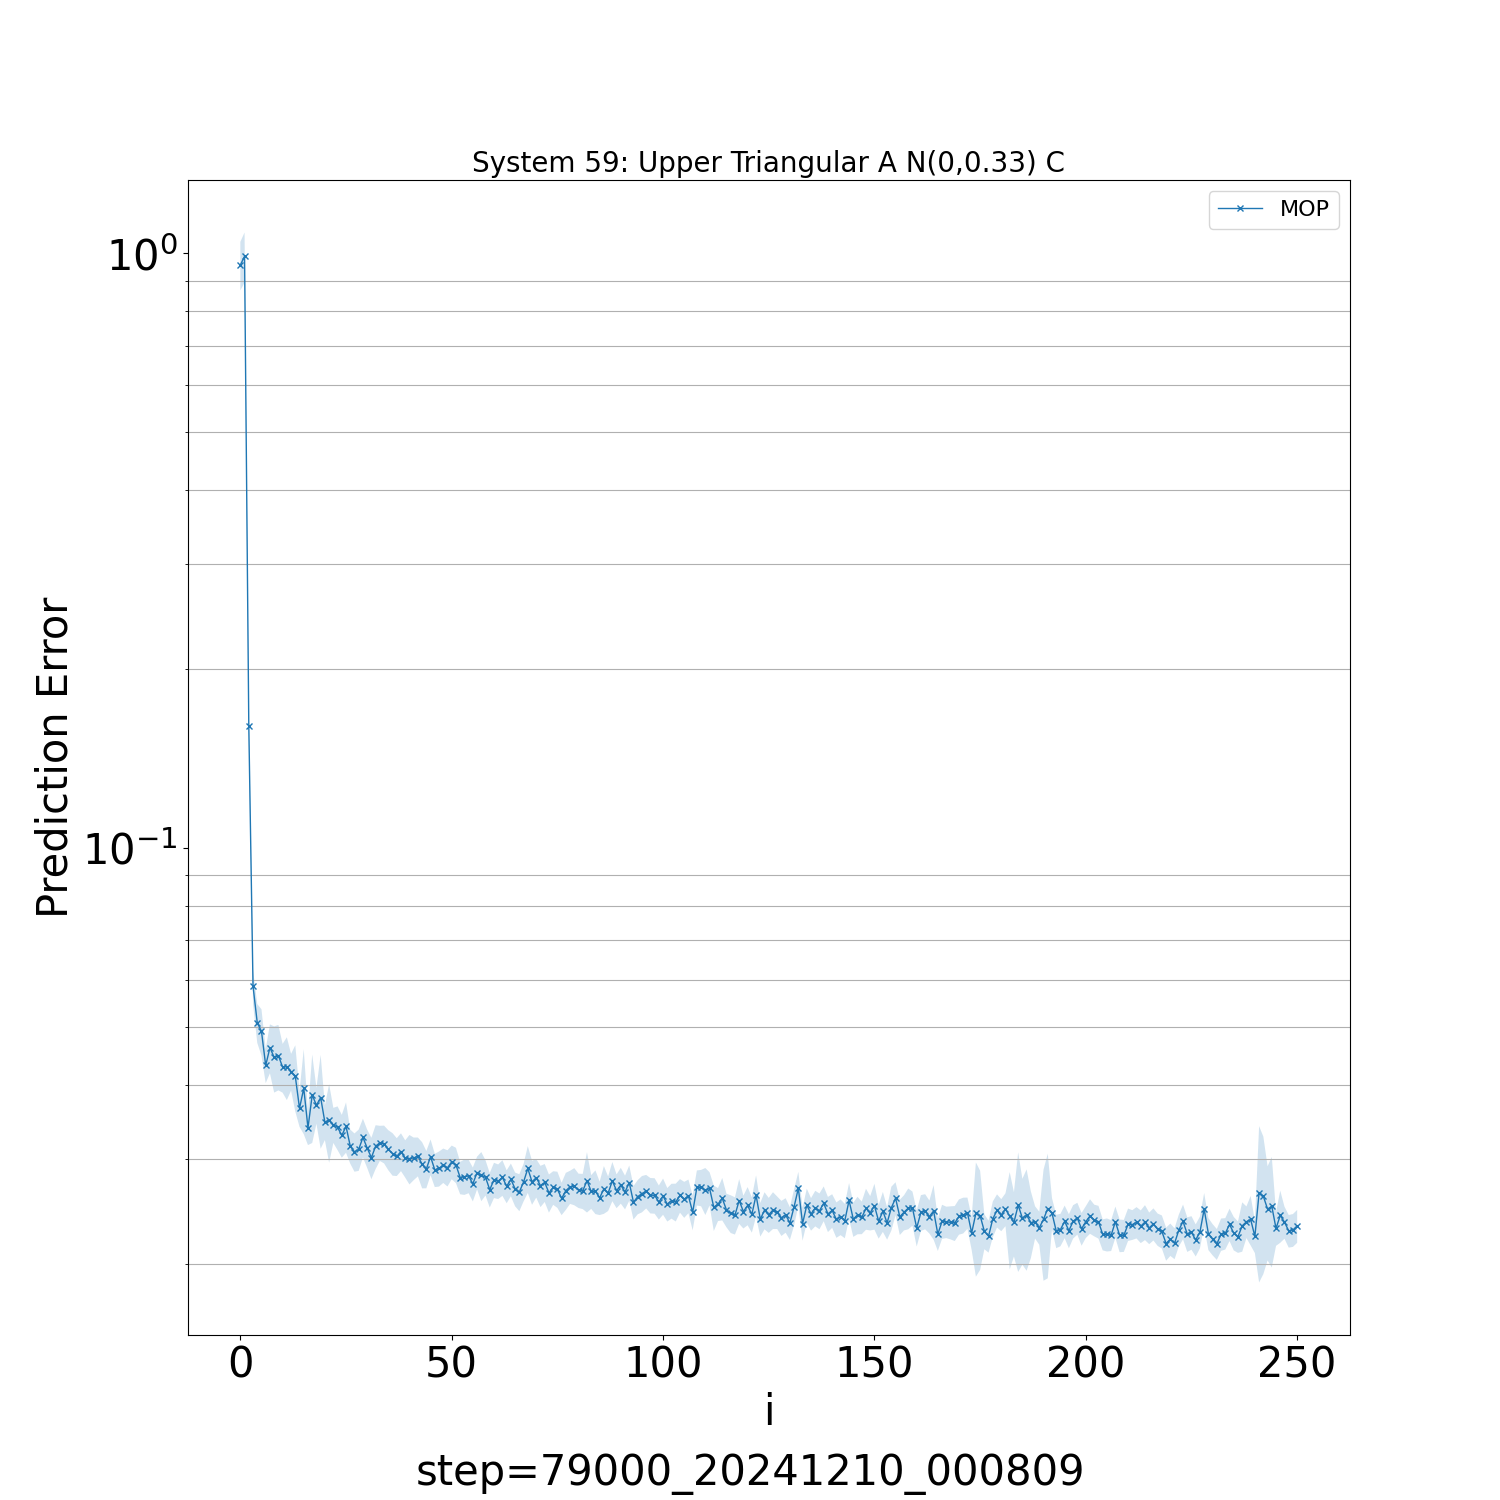 System 59: Upper Triangular A N(0,0.33) C
MOP
10⁰
10⁻¹
Prediction Error
0 50 100 150 200 250
i
step=79000_20241210_000809